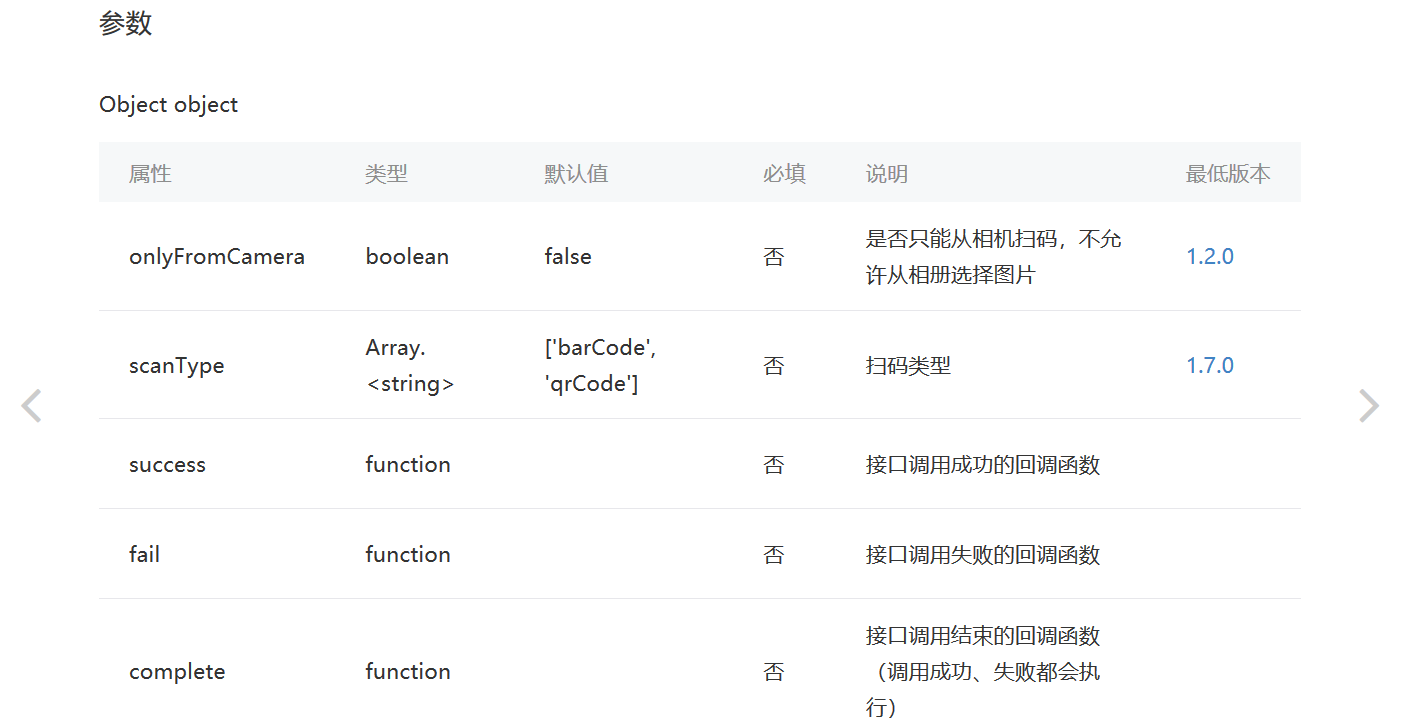 参数
Object object
属性 类型 默认值 必填 说明 最低版本
onlyFromCamera boolean false 否 是否只能从相机扫码，不允
许从相册选择图片 1.2.0
scanType Array.
<string> ['barCode',
'qrCode'] 否 扫码类型 1.7.0
success function 否 接口调用成功的回调函数
fail function 否 接口调用失败的回调函数
complete function 否 接口调用结束的回调函数
（调用成功、失败都会执
行）